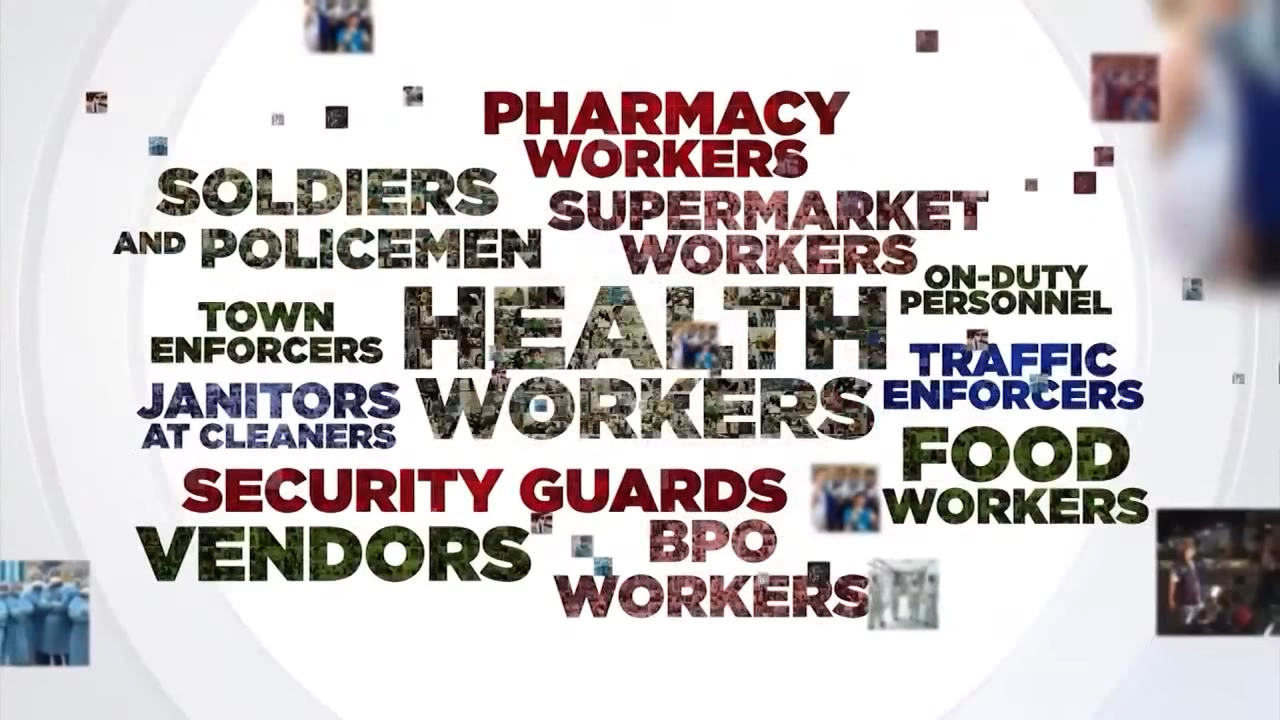 PHARMACY
WORKERS
SOLDIERS
AND POLICEMEN
SUPERMARKET
WORKERS
ON-DUTY
PERSONNEL
TOWN
ENFORCERS
HEALTH
WORKERS
TRAFFIC
ENFORCERS
JANITORS
AT CLEANERS
FOOD
WORKERS
SECURITY GUARDS
VENDORS
BPO
WORKERS